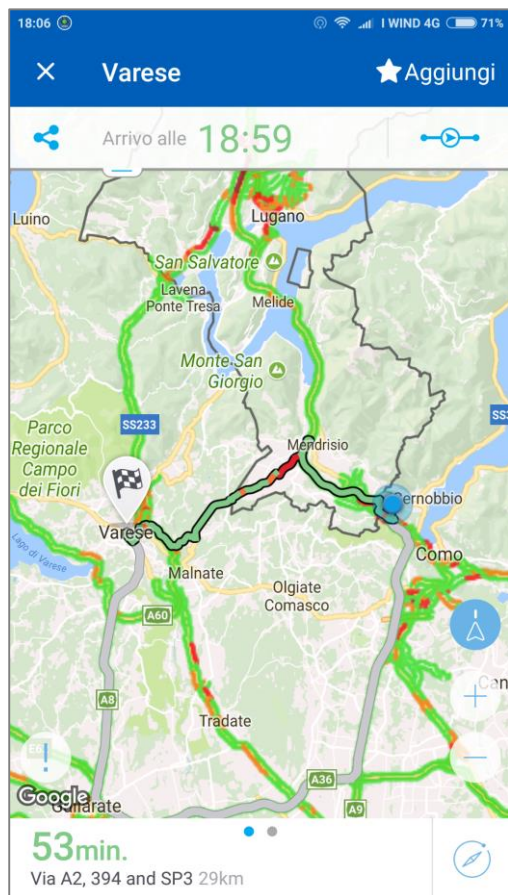 18:06 I WIND 4G 71%
Varese Aggiungi
Arrivo alle 18:59
Luino
Lugano
San Salvatore
Lavena
Ponte Tresa
Melide
Monte San
Giorgio
Parco
Regionale
Campo
dei Fiori
SS233
Mendrisio
Cernobbio
Varese
Lago di Varese
Malnate
Como
Olgiate
Comasco
A60
A8
Tradate
A36
A9
Google
53min.
Via A2, 394 and SP3 29km